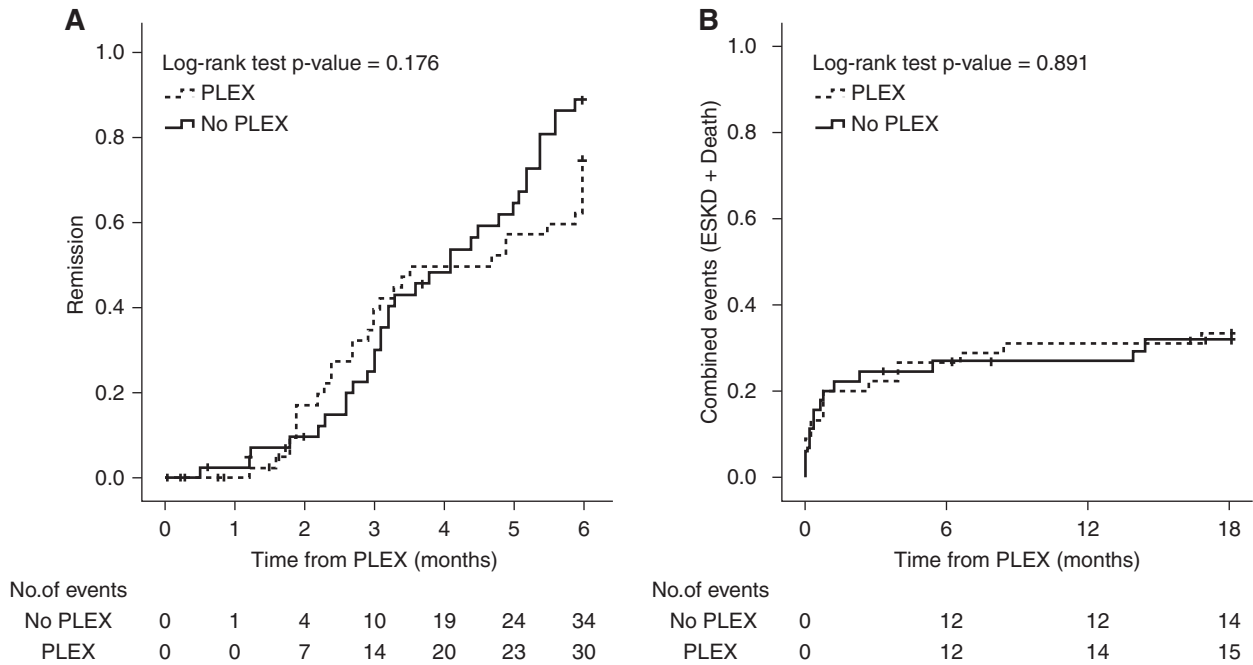 A
Log-rank test p-value = 0.176
PLEX
No PLEX
Remission
1.0
0.8
0.6
0.4
0.2
0.0
0 1 2 3 4 5 6
Time from PLEX (months)
No.of events
No PLEX 0 1 4 10 19 24 34
PLEX 0 0 7 14 20 23 30
B
Log-rank test p-value = 0.891
PLEX
No PLEX
Combined events (ESKD + Death)
1.0
0.8
0.6
0.4
0.2
0.0
0 6 12 18
Time from PLEX (months)
No.of events
No PLEX 0 12 12 14
PLEX 0 12 14 15